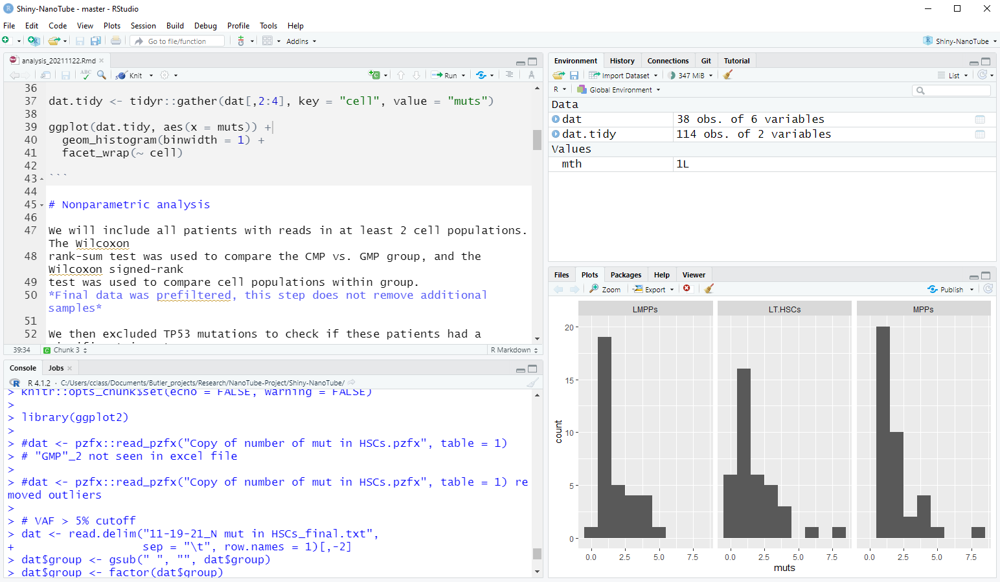 Shiny-NanoTube - master - RStudio
File Edit Code View Plots Session Build Debug Profile Tools Help
Go to file/function Addins Shiny-NanoTube
analysis_20211122.Rmd
ABC Knit Run
36
37 dat.tidy <- tidyr::gather(dat[,2:4], key = "cell", value = "muts")
38
39 ggplot(dat.tidy, aes(x = muts)) +
40 geom_histogram(binwidth = 1) +
41 facet_wrap(~ cell)
42
43 ```
44
45 # Nonparametric analysis
46
47 We will include all patients with reads in at least 2 cell populations.
The Wilcoxon
48 rank-sum test was used to compare the CMP vs. GMP group, and the
Wilcoxon signed-rank
49 test was used to compare cell populations within group.
50 *Final data was prefiltered, this step does not remove additional
samples*
51
52 We then excluded TP53 mutations to check if these patients had a
39:34 Chunk 3 R Markdown
Console Jobs
R 4.1.2 · C:/Users/cclass/Documents/Butler_projects/Research/NanoTube-Project/Shiny-NanoTube/
> knitr::opts_chunk$set(echo = FALSE, warning = FALSE)
>
> library(ggplot2)
>
> #dat <- pzfx::read_pzfx("Copy of number of mut in HSCs.pzfx", table = 1)
> # "GMP"_2 not seen in excel file
>
> #dat <- pzfx::read_pzfx("Copy of number of mut in HSCs.pzfx", table = 1) re
moved outliers
>
> # VAF > 5% cutoff
> dat <- read.delim("11-19-21_N mut in HSCs_final.txt",
+ sep = "\t", row.names = 1)[,-2]
> dat$group <- gsub(" ", "", dat$group)
> dat$group <- factor(dat$group)
Environment History Connections Git Tutorial
Import Dataset 347 MiB List
R Global Environment
Data
dat 38 obs. of 6 variables
dat.tidy 114 obs. of 2 variables
Values
mth 1L
Files Plots Packages Help Viewer
Zoom Export Publish
LMPPs LT.HSCs MPPs
20
15
10
5
0
count
0.0 2.5 5.0 7.5 0.0 2.5 5.0 7.5 0.0 2.5 5.0 7.5
muts